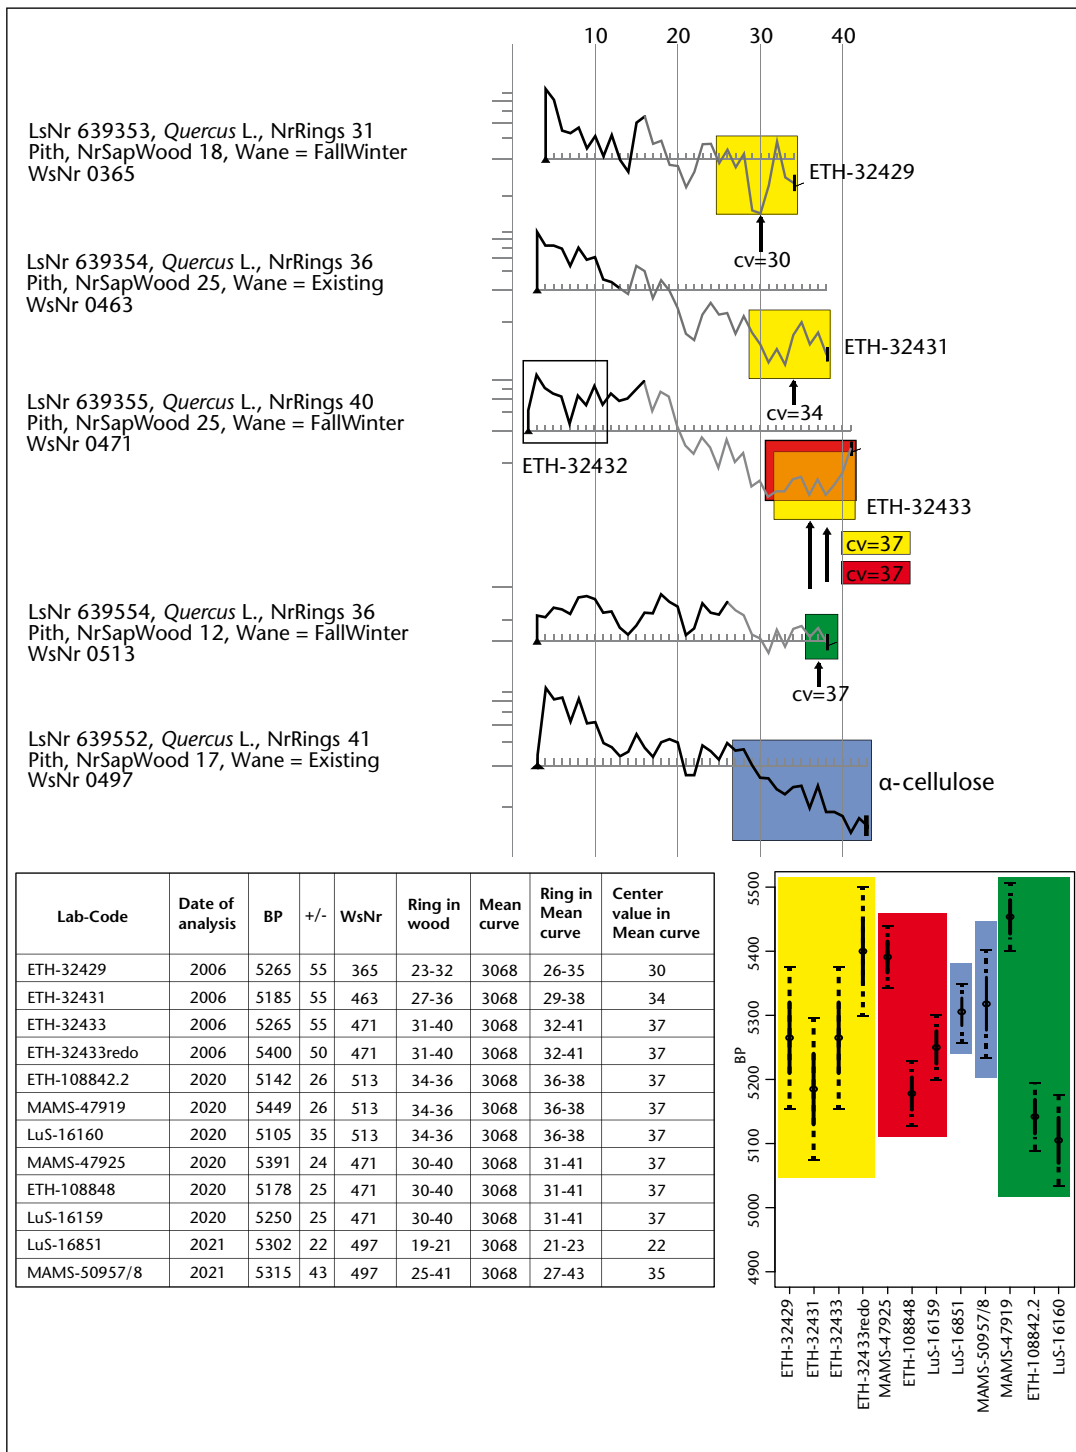 10 20 30 40
LsNr 639353, Quercus L., NrRings 31
Pith, NrSapWood 18, Wane = FallWinter
WsNr 0365
ETH-32429
cv=30
LsNr 639354, Quercus L., NrRings 36
Pith, NrSapWood 25, Wane = Existing
WsNr 0463
ETH-32431
cv=34
LsNr 639355, Quercus L., NrRings 40
Pith, NrSapWood 25, Wane = FallWinter
WsNr 0471
ETH-32432
ETH-32433
cv=37
cv=37
LsNr 639554, Quercus L., NrRings 36
Pith, NrSapWood 12, Wane = FallWinter
WsNr 0513
cv=37
LsNr 639552, Quercus L., NrRings 41
Pith, NrSapWood 17, Wane = Existing
WsNr 0497
α-cellulose
Lab-Code Date of analysis BP +/- WsNr Ring in wood Mean curve Ring in Mean curve Center value in Mean curve
ETH-32429 2006 5265 55 365 23-32 3068 26-35 30
ETH-32431 2006 5185 55 463 27-36 3068 29-38 34
ETH-32433 2006 5265 55 471 31-40 3068 32-41 37
ETH-32433redo 2006 5400 50 471 31-40 3068 32-41 37
ETH-108842.2 2020 5142 26 513 34-36 3068 36-38 37
MAMS-47919 2020 5449 26 513 34-36 3068 36-38 37
LuS-16160 2020 5105 35 513 34-36 3068 36-38 37
MAMS-47925 2020 5391 24 471 30-40 3068 31-41 37
ETH-108848 2020 5178 25 471 30-40 3068 31-41 37
LuS-16159 2020 5250 25 471 30-40 3068 31-41 37
LuS-16851 2021 5302 22 497 19-21 3068 21-23 22
MAMS-50957/8 2021 5315 43 497 25-41 3068 27-43 35
BP
5500
5400
5300
5200
5100
5000
4900
ETH-32429
ETH-32431
ETH-32433
ETH-32433redo
MAMS-47925
ETH-108848
LuS-16159
LuS-16851
MAMS-50957/8
MAMS-47919
ETH-108842.2
LuS-16160